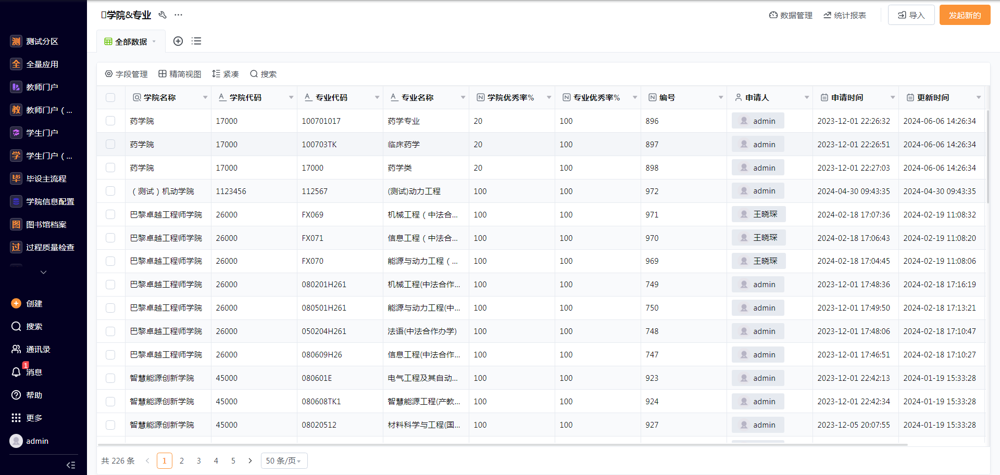 学院&专业
数据管理 统计报表 导入 发起新的
全部数据
字段管理 精简视图 紧凑 搜索
测 测试分区
全 全量应用
教师门户
教 教师门户（...
学生门户
学 学生门户（...
毕 毕设主流程
学院信息配置
图 图书馆档案
过 过程质量检查
创建
搜索
通讯录
1
消息
帮助
更多
admin
学院名称 学院代码 专业代码 专业名称 学院优秀率% 专业优秀率% 编号 申请人 申请时间 更新时间
药学院 17000 100701017 药学专业 20 100 896 admin 2023-12-01 22:26:32 2024-06-06 14:26:34
药学院 17000 100703TK 临床药学 20 100 897 admin 2023-12-01 22:26:51 2024-06-06 14:26:34
药学院 17000 17000 药学类 20 100 898 admin 2023-12-01 22:27:03 2024-06-06 14:26:34
（测试）机动学院 1123456 112567 (测试)动力工程 100 100 972 admin 2024-04-30 09:43:35 2024-04-30 09:43:35
巴黎卓越工程师学院 26000 FX069 机械工程（中法合... 100 100 971 王晓琛 2024-02-18 17:07:36 2024-02-19 11:08:32
巴黎卓越工程师学院 26000 FX071 信息工程（中法合... 100 100 970 王晓琛 2024-02-18 17:06:43 2024-02-19 11:08:20
巴黎卓越工程师学院 26000 FX070 能源与动力工程（... 100 100 969 王晓琛 2024-02-18 17:04:45 2024-02-19 11:08:06
巴黎卓越工程师学院 26000 080201H261 机械工程(中法合作... 100 100 749 admin 2023-12-01 17:48:36 2024-02-18 17:16:19
巴黎卓越工程师学院 26000 080501H261 能源与动力工程(中... 100 100 750 admin 2023-12-01 17:49:50 2024-02-18 17:13:21
巴黎卓越工程师学院 26000 050204H261 法语(中法合作办学) 100 100 748 admin 2023-12-01 17:48:06 2024-02-18 17:10:47
巴黎卓越工程师学院 26000 080609H26 信息工程(中法合作... 100 100 747 admin 2023-12-01 17:46:51 2024-02-18 17:10:27
智慧能源创新学院 45000 080601E 电气工程及其自动... 100 100 923 admin 2023-12-01 22:42:13 2024-01-19 15:33:28
智慧能源创新学院 45000 080608TK1 智慧能源工程(产教... 100 100 924 admin 2023-12-01 22:42:34 2024-01-19 15:33:28
智慧能源创新学院 45000 08020512 材料科学与工程(国... 100 100 927 admin 2023-12-05 20:07:55 2024-01-19 15:33:28
共 226 条 1 2 3 4 5 50 条/页